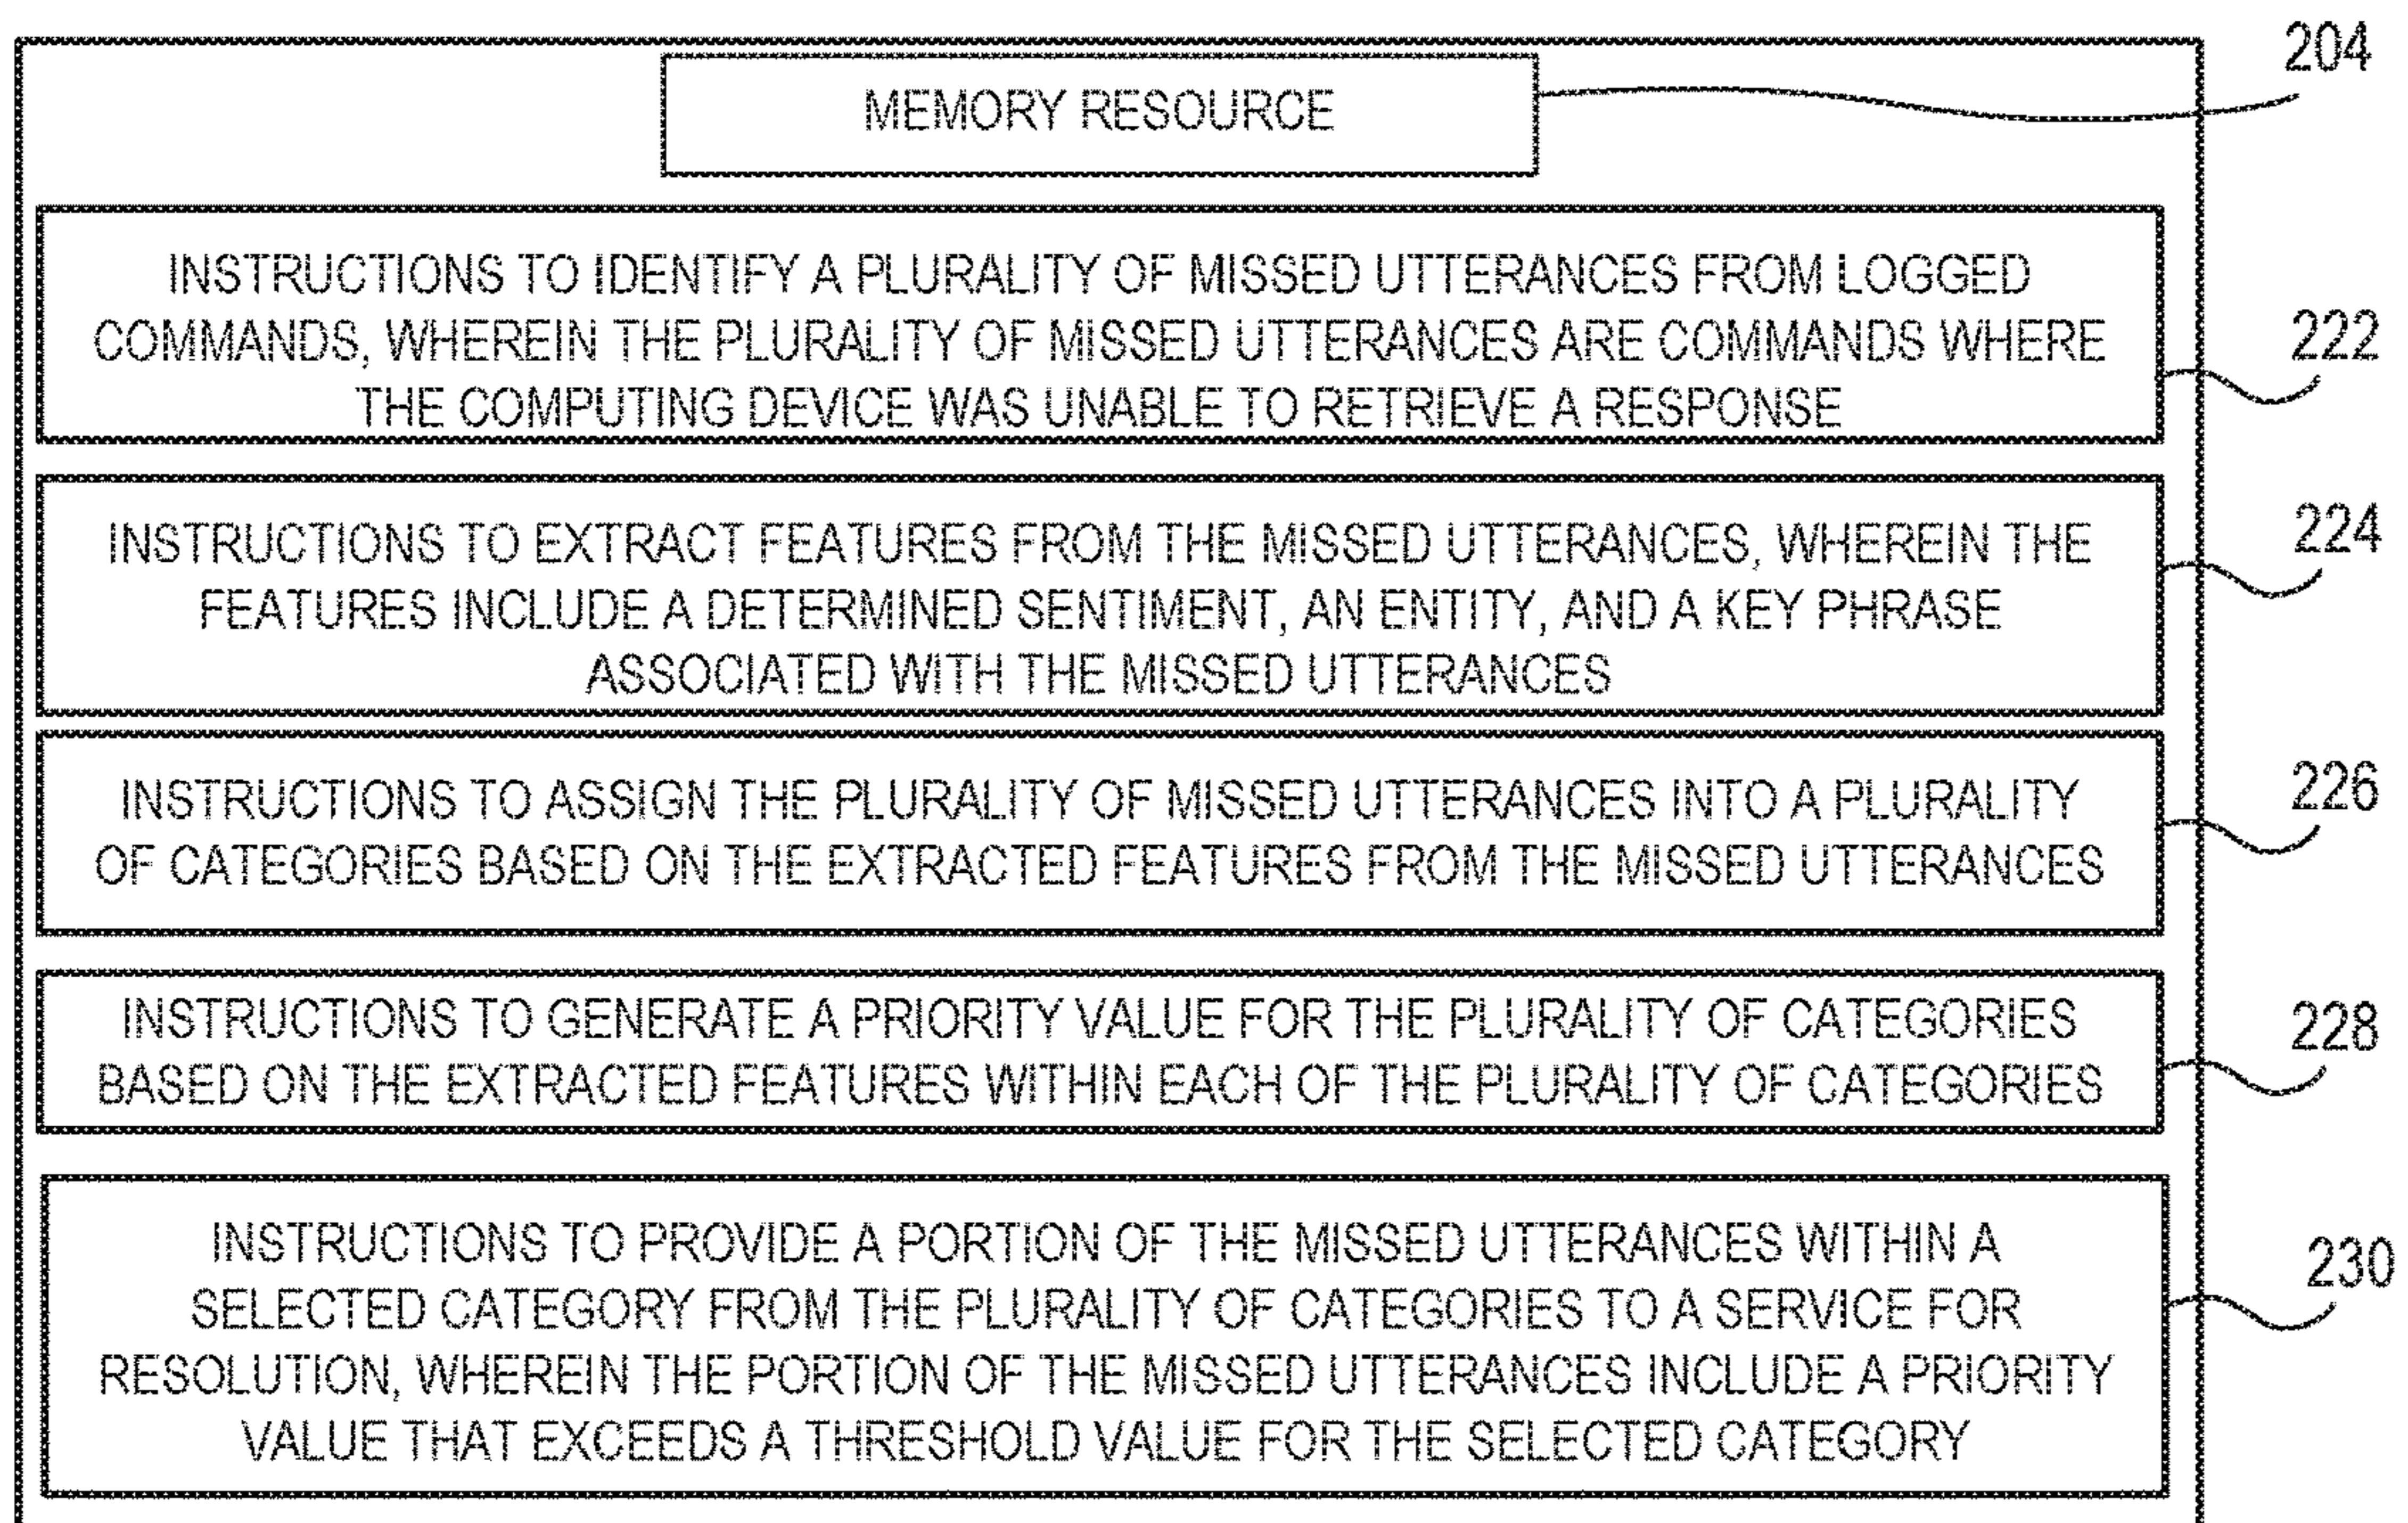 204
MEMORY RESOURCE
INSTRUCTIONS TO IDENTIFY A PLURALITY OF MISSED UTTERANCES FROM LOGGED
COMMANDS, WHEREIN THE PLURALITY OF MISSED UTTERANCES ARE COMMANDS WHERE
THE COMPUTING DEVICE WAS UNABLE TO RETRIEVE A RESPONSE
222
INSTRUCTIONS TO EXTRACT FEATURES FROM THE MISSED UTTERANCES, WHEREIN THE
FEATURES INCLUDE A DETERMINED SENTIMENT, AN ENTITY, AND A KEY PHRASE
ASSOCIATED WITH THE MISSED UTTERANCES
224
INSTRUCTIONS TO ASSIGN THE PLURALITY OF MISSED UTTERANCES INTO A PLURALITY
OF CATEGORIES BASED ON THE EXTRACTED FEATURES FROM THE MISSED UTTERANCES
226
INSTRUCTIONS TO GENERATE A PRIORITY VALUE FOR THE PLURALITY OF CATEGORIES
BASED ON THE EXTRACTED FEATURES WITHIN EACH OF THE PLURALITY OF CATEGORIES
228
INSTRUCTIONS TO PROVIDE A PORTION OF THE MISSED UTTERANCES WITHIN A
SELECTED CATEGORY FROM THE PLURALITY OF CATEGORIES TO A SERVICE FOR
RESOLUTION, WHEREIN THE PORTION OF THE MISSED UTTERANCES INCLUDE A PRIORITY
VALUE THAT EXCEEDS A THRESHOLD VALUE FOR THE SELECTED CATEGORY
230